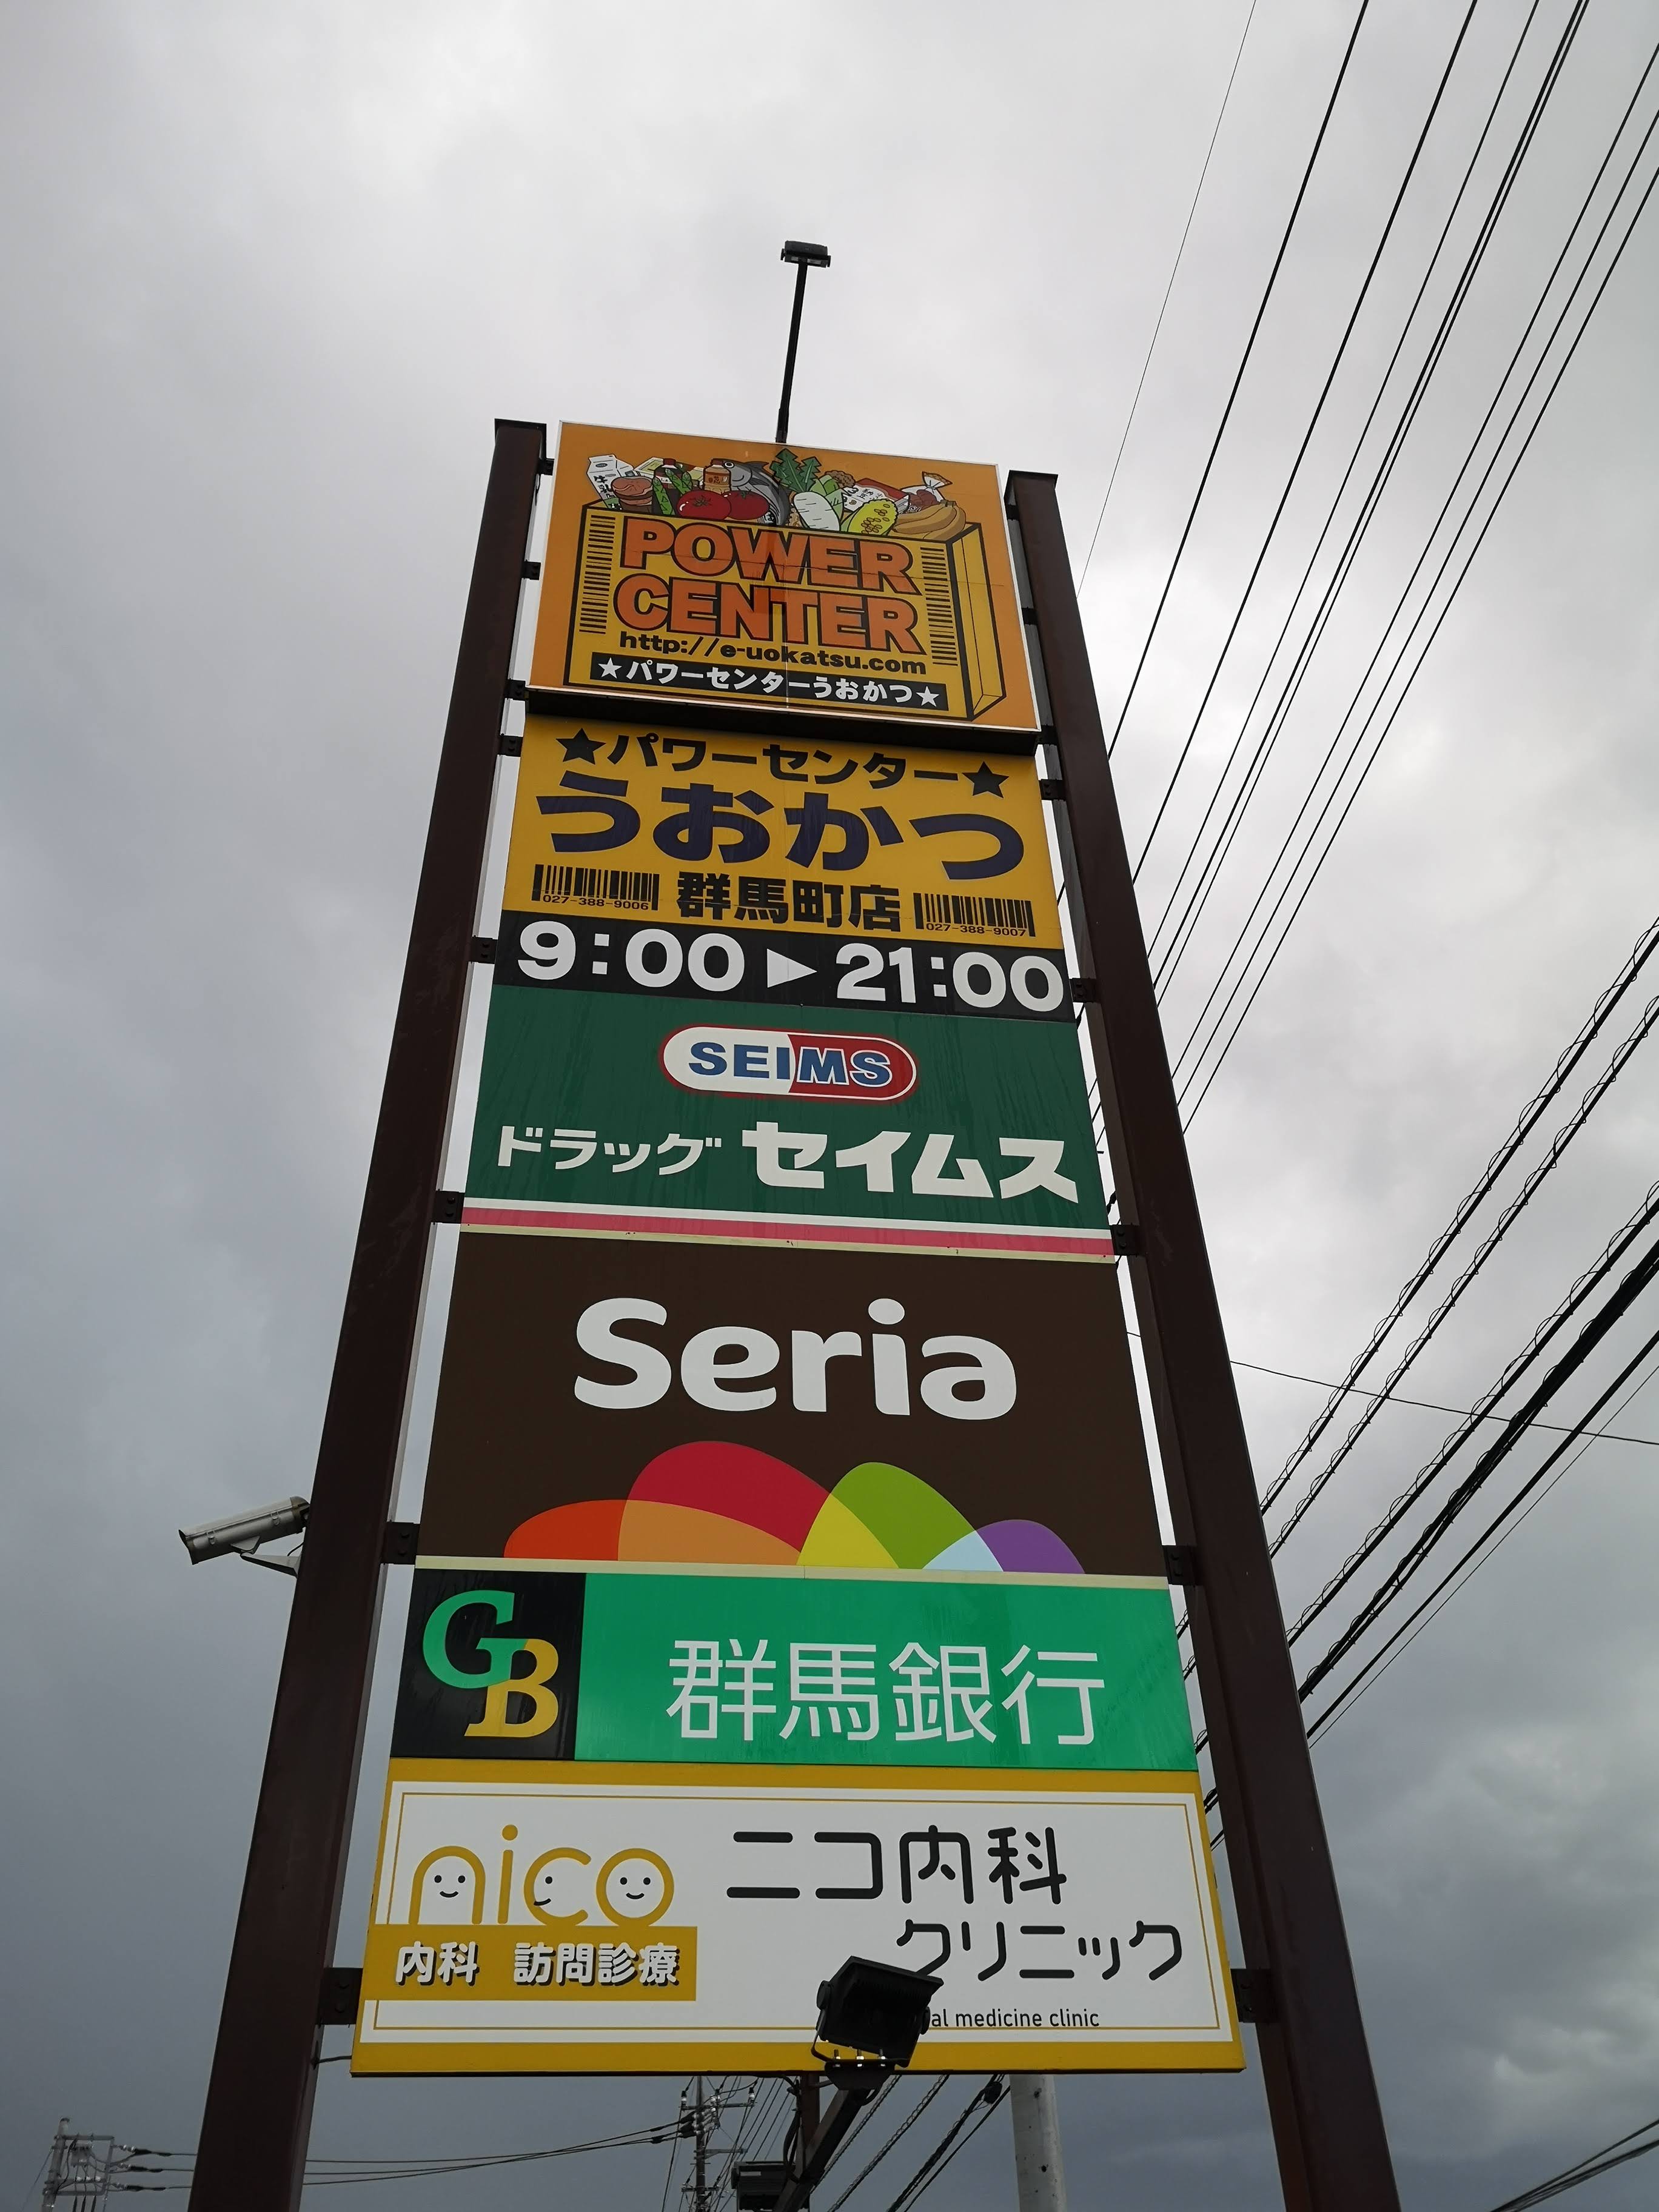 POWER
CENTER
http://e-uokatsu.com
★パワーセンターうおかつ★
★パワーセンター★
うおかつ
027-388-9006 群馬町店 027-388-9007
9:00▶21:00
SEIMS
ドラッグ セイムス
Seria
GB 群馬銀行
nico ニコ内科
クリニック
内科 訪問診療
medicine clinic